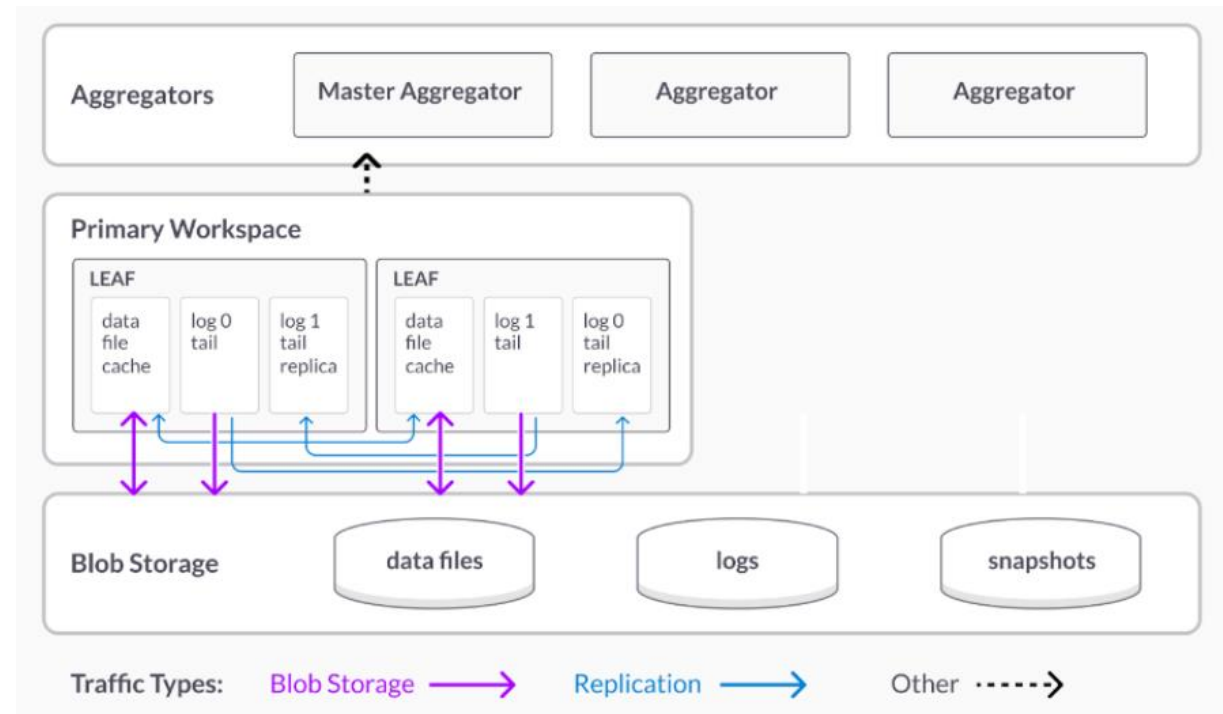 Aggregators
Master Aggregator
Aggregator
Aggregator
Primary Workspace
LEAF
data
file
cache
log 0
tail
log 1
tail
replica
LEAF
data
file
cache
log 1
tail
log 0
tail
replica
Blob Storage
data files
logs
snapshots
Traffic Types: Blob Storage Replication Other